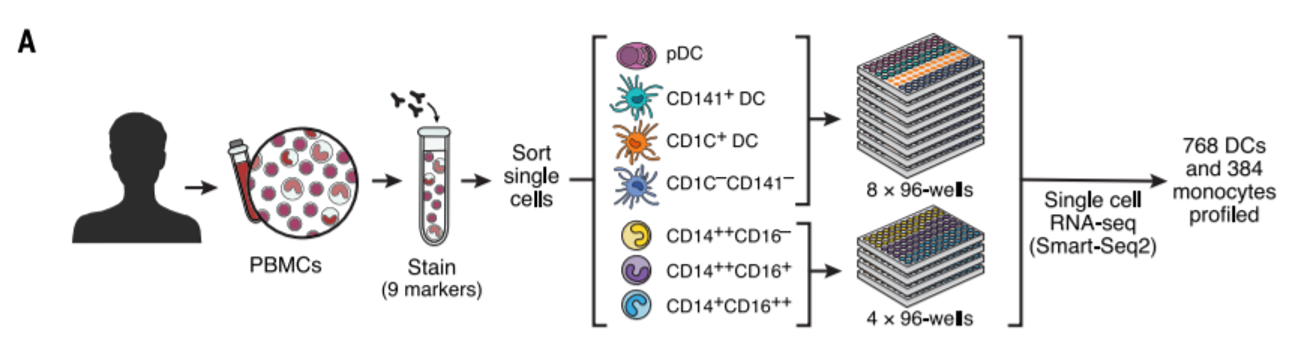 A
PBMCs
Stain
(9 markers)
Sort
single
cells
pDC
CD141⁺ DC
CD1C⁺ DC
CD1C⁻CD141⁻
CD14⁺⁺CD16⁻
CD14⁺⁺CD16⁺
CD14⁺CD16⁺⁺
8 × 96-wells
4 × 96-wells
Single cell
RNA-seq
(Smart-Seq2)
768 DCs
and 384
monocytes
profiled